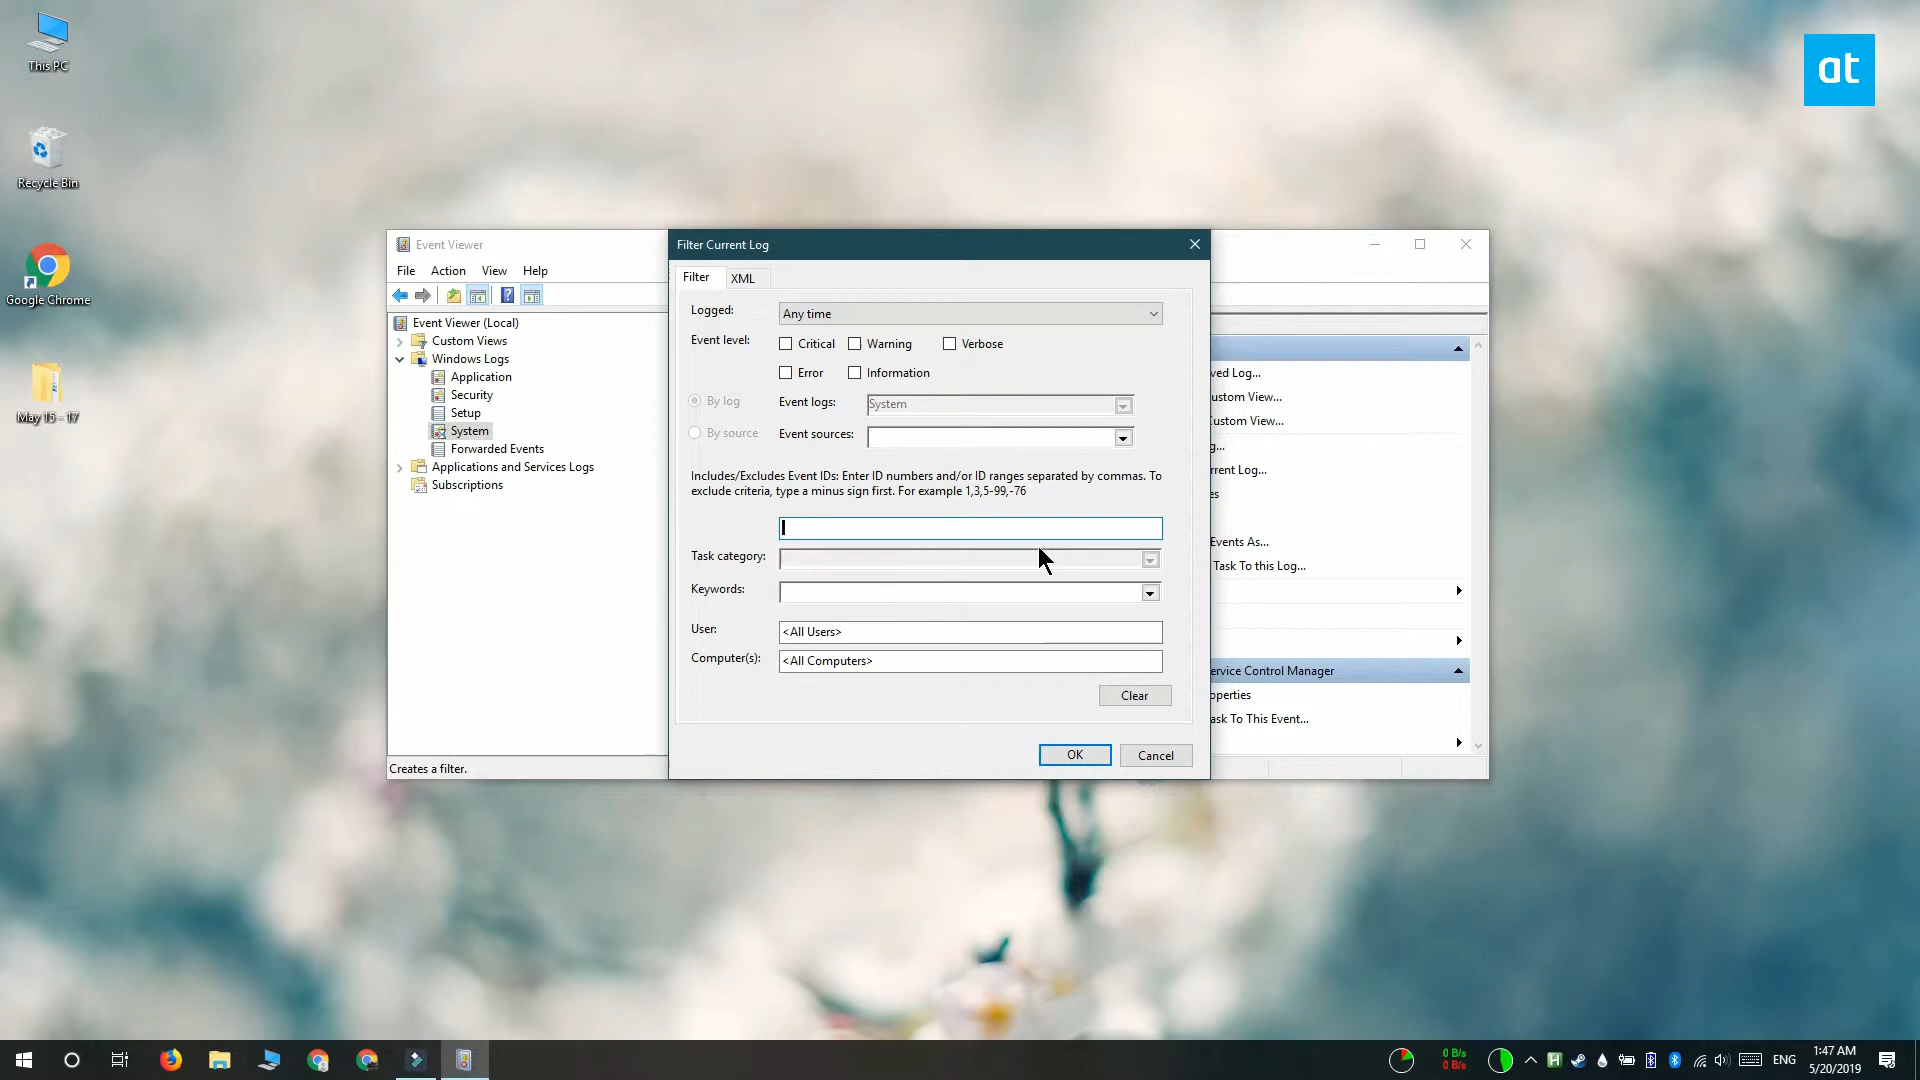 This PC
at
Recycle Bin
Google Chrome
May 15 - 17
Event Viewer
File Action View Help
Event Viewer (Local)
Custom Views
Windows Logs
Application
Security
Setup
System
Forwarded Events
Applications and Services Logs
Subscriptions
Creates a filter.
Filter Current Log
Filter XML
Logged: Any time
Event level: Critical Warning Verbose
Error Information
By log Event logs: System
By source Event sources:
Includes/Excludes Event IDs: Enter ID numbers and/or ID ranges separated by commas. To
exclude criteria, type a minus sign first. For example 1,3,5-99,-76
Task category:
Keywords:
User: <All Users>
Computer(s): <All Computers>
Clear
OK Cancel
ved Log...
ustom View...
ustom View...
g...
rrent Log...
es
Events As...
Task To this Log...
ervice Control Manager
operties
ask To This Event...
0 B/s
0 B/s
H
ENG
1:47 AM
5/20/2019